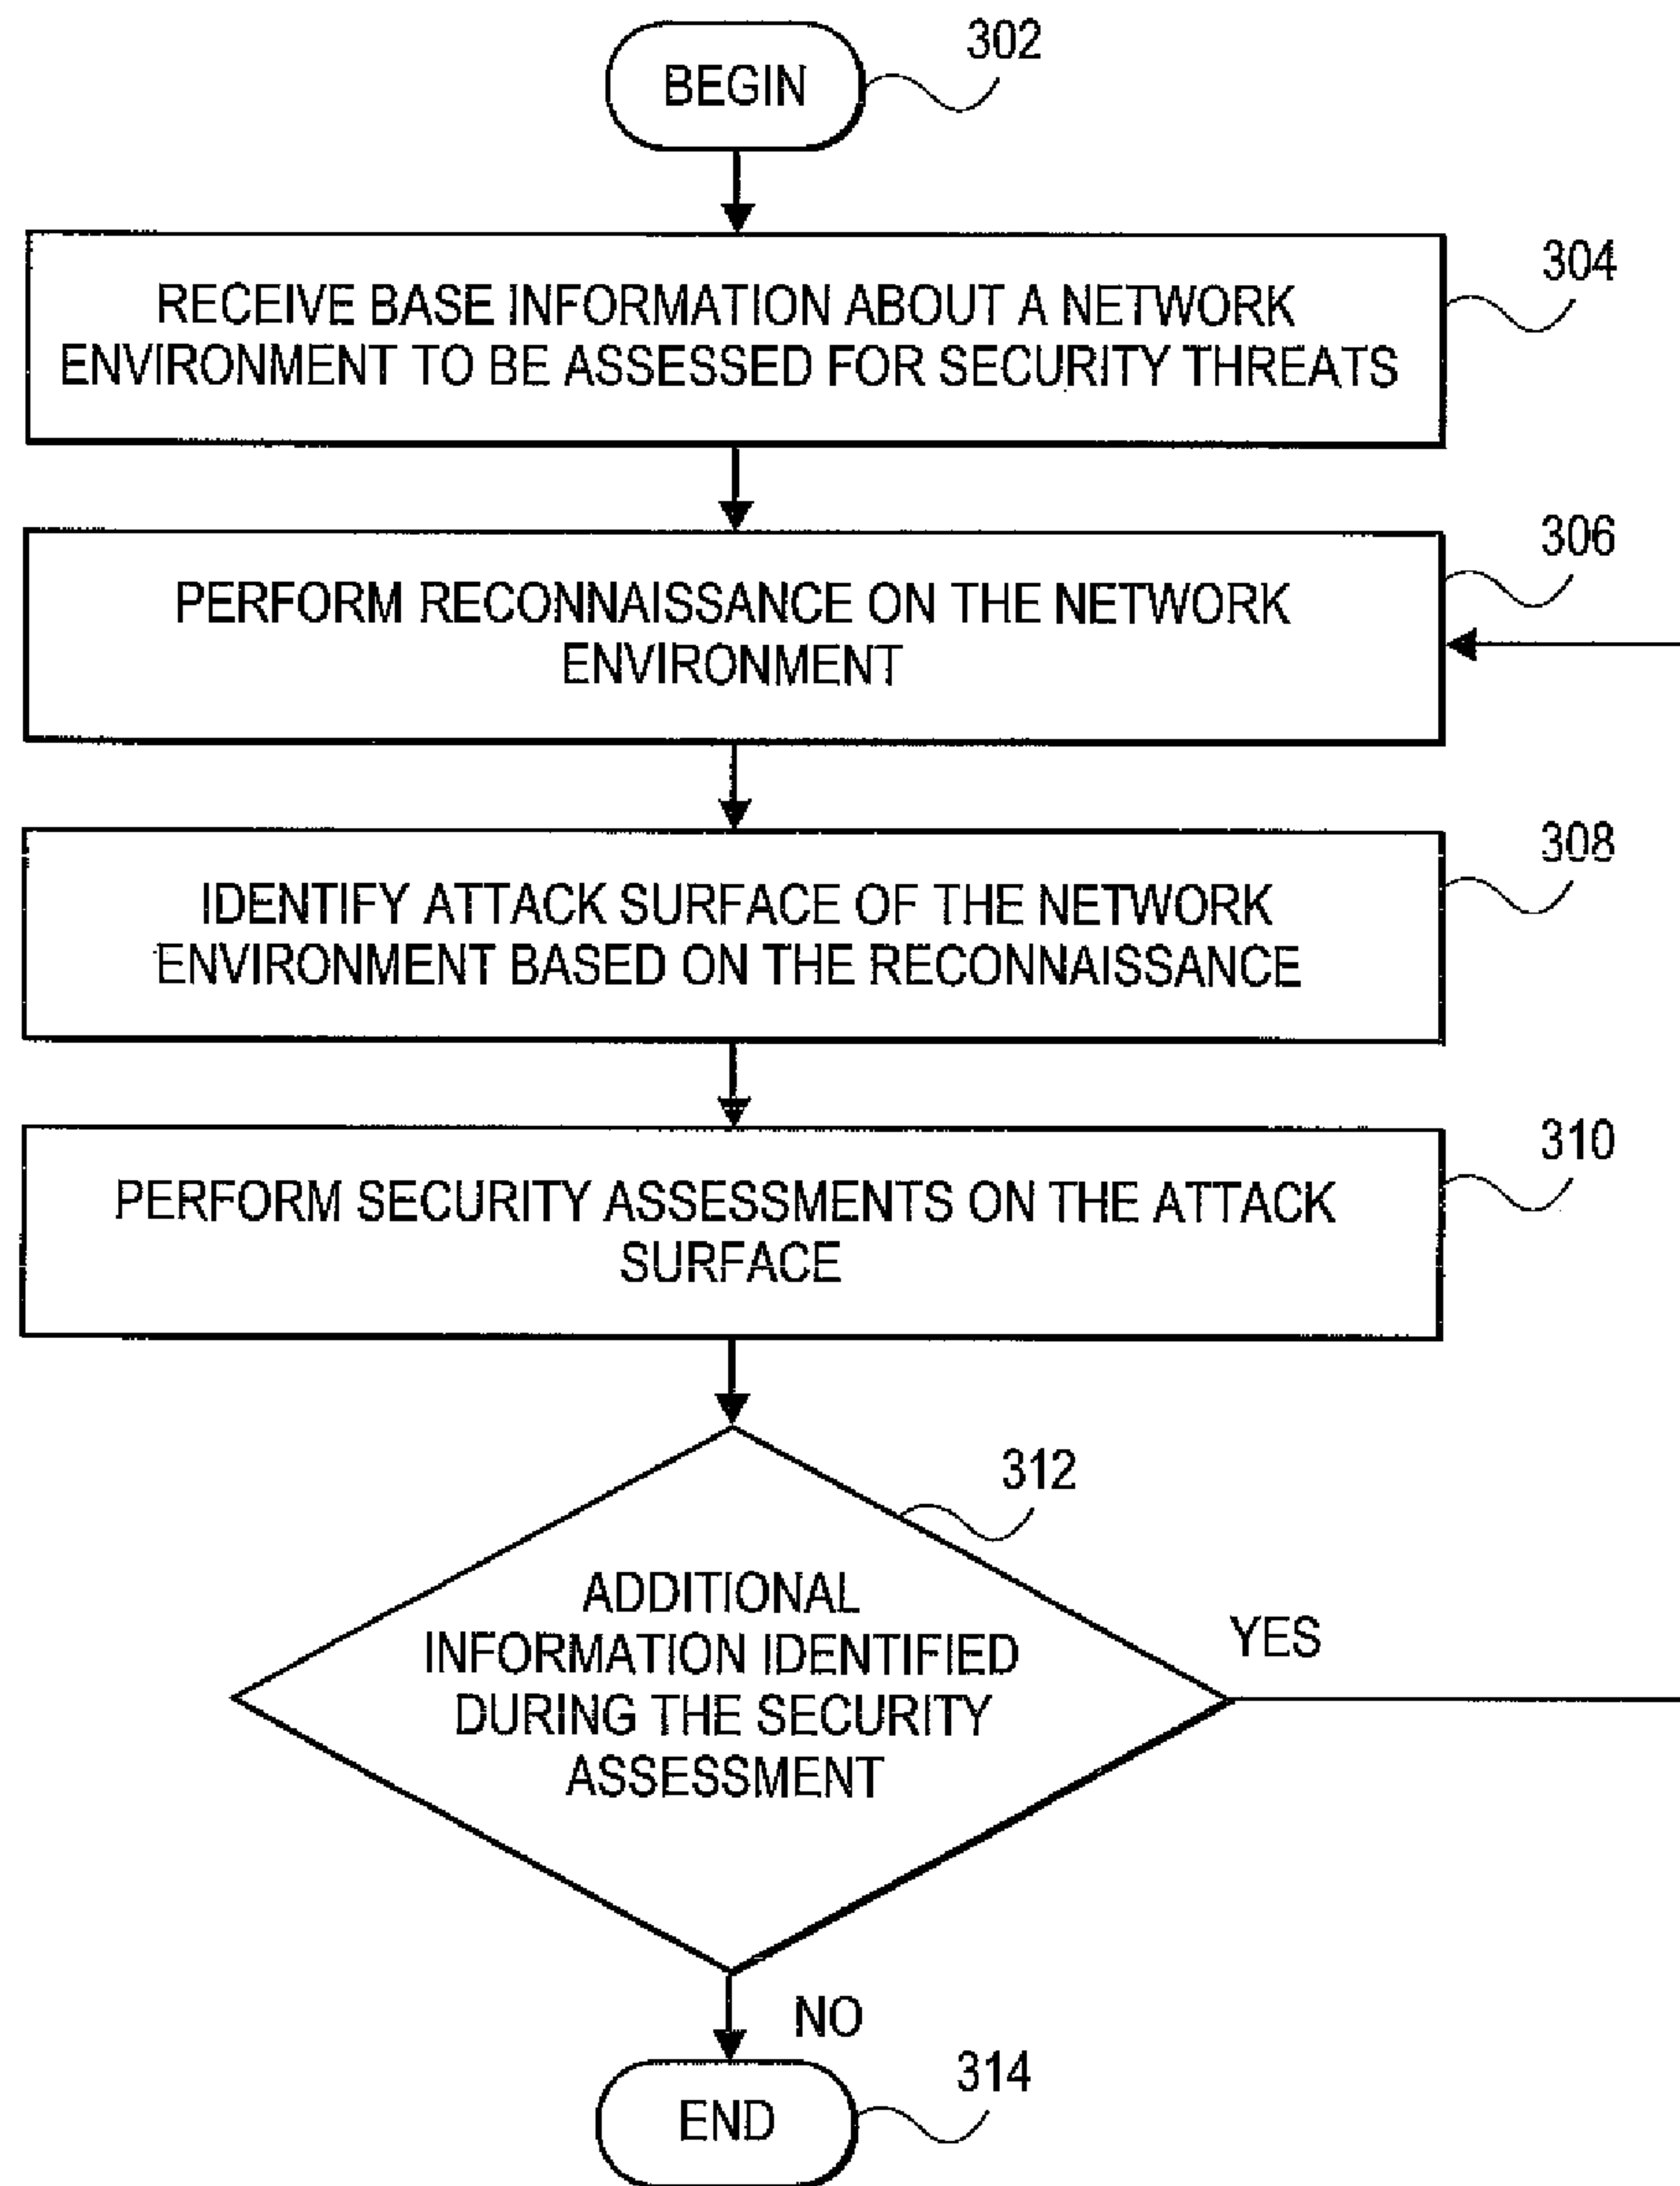 302
BEGIN
304
RECEIVE BASE INFORMATION ABOUT A NETWORK
ENVIRONMENT TO BE ASSESSED FOR SECURITY THREATS
306
PERFORM RECONNAISSANCE ON THE NETWORK
ENVIRONMENT
308
IDENTIFY ATTACK SURFACE OF THE NETWORK
ENVIRONMENT BASED ON THE RECONNAISSANCE
310
PERFORM SECURITY ASSESSMENTS ON THE ATTACK
SURFACE
312
ADDITIONAL
INFORMATION IDENTIFIED
DURING THE SECURITY
ASSESSMENT
YES
NO
314
END